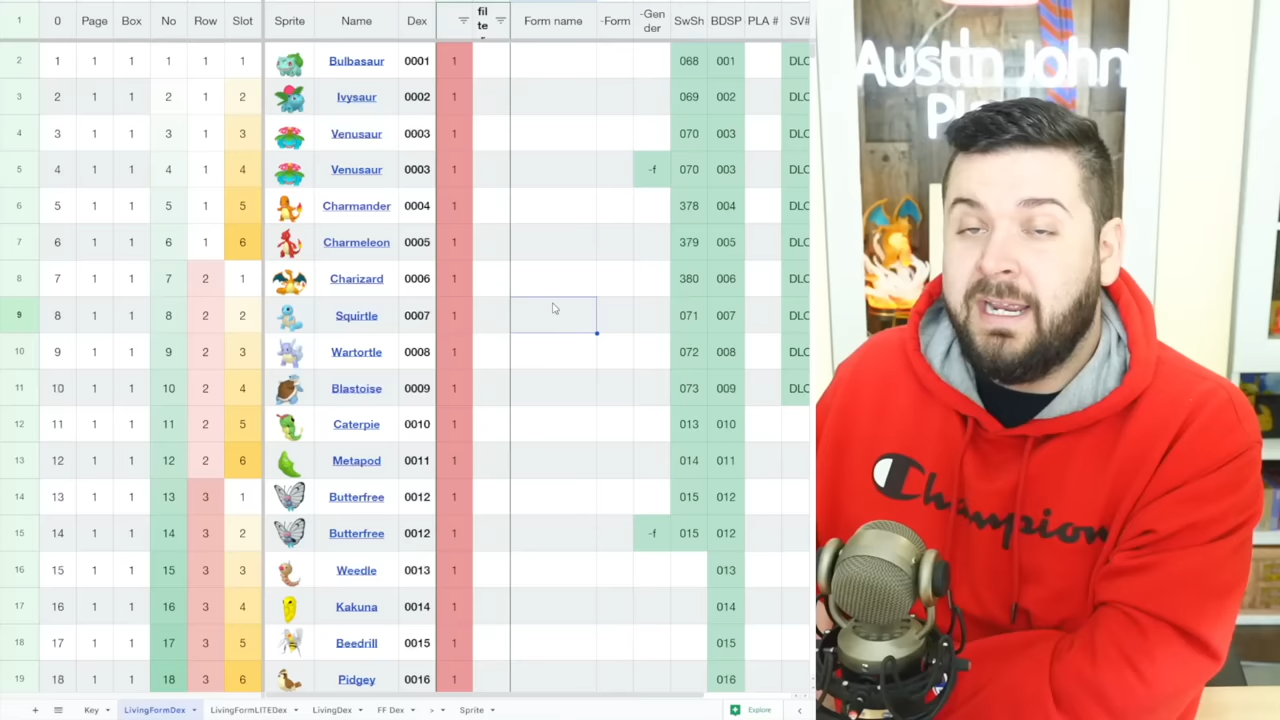 1 0 Page Box No Row Slot Sprite Name Dex filter Form name -Form -Gender SwSh BDSP PLA # SV#
2 1 1 1 1 1 1 Bulbasaur 0001 1 068 001 DLC
3 2 1 1 2 1 2 Ivysaur 0002 1 069 002 DLC
4 3 1 1 3 1 3 Venusaur 0003 1 070 003 DLC
5 4 1 1 4 1 4 Venusaur 0003 1 -f 070 003 DLC
6 5 1 1 5 1 5 Charmander 0004 1 378 004 DLC
7 6 1 1 6 1 6 Charmeleon 0005 1 379 005 DLC
8 7 1 1 7 2 1 Charizard 0006 1 380 006 DLC
9 8 1 1 8 2 2 Squirtle 0007 1 071 007 DLC
10 9 1 1 9 2 3 Wartortle 0008 1 072 008 DLC
11 10 1 1 10 2 4 Blastoise 0009 1 073 009 DLC
12 11 1 1 11 2 5 Caterpie 0010 1 013 010
13 12 1 1 12 2 6 Metapod 0011 1 014 011
14 13 1 1 13 3 1 Butterfree 0012 1 015 012
15 14 1 1 14 3 2 Butterfree 0012 1 -f 015 012
16 15 1 1 15 3 3 Weedle 0013 1 013
17 16 1 1 16 3 4 Kakuna 0014 1 014
18 17 1 1 17 3 5 Beedrill 0015 1 015
19 18 1 1 18 3 6 Pidgey 0016 1 016
+ Key LivingFormDex LivingFormLITEDex LivingDex FF Dex > Sprite Explore
Austin John
Champion